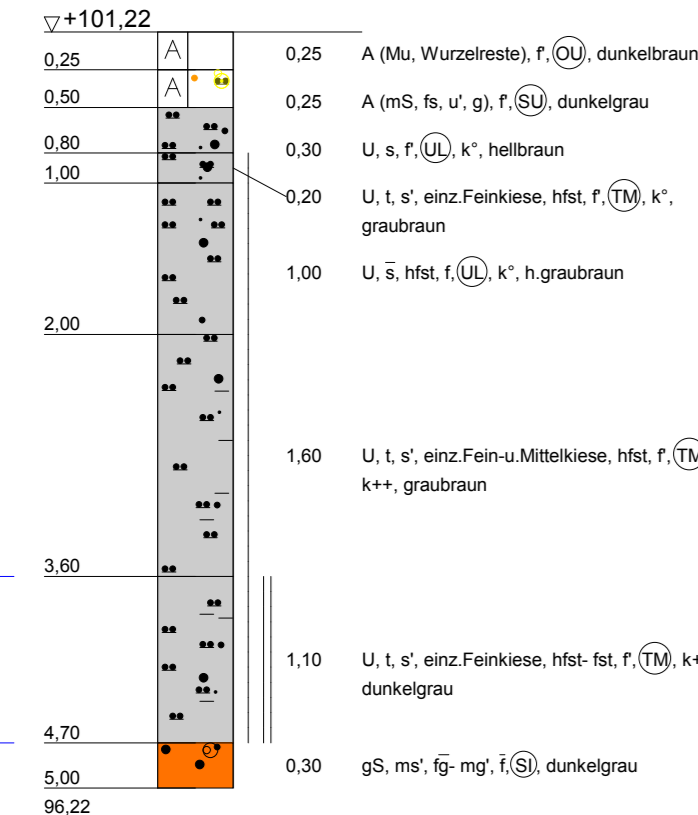 +101,22
0,25 A 0,25 A (Mu, Wurzelreste), f', OU, dunkelbraun
0,50 A 0,25 A (mS, fs, u', g), f', SU, dunkelgrau
0,80 0,30 U, s, f', UL, k°, hellbraun
1,00 0,20 U, t, s', einz.Feinkiese, hfst, f', TM, k°,
graubraun
2,00 1,00 U, s̅, hfst, f, UL, k°, h.graubraun
3,60 1,60 U, t, s', einz.Fein-u.Mittelkiese, hfst, f', TM
k++, graubraun
4,70 1,10 U, t, s', einz.Feinkiese, hfst- fst, f', TM, k+
dunkelgrau
5,00 0,30 gS, ms', fg̅- mg', f̅, SI, dunkelgrau
96,22